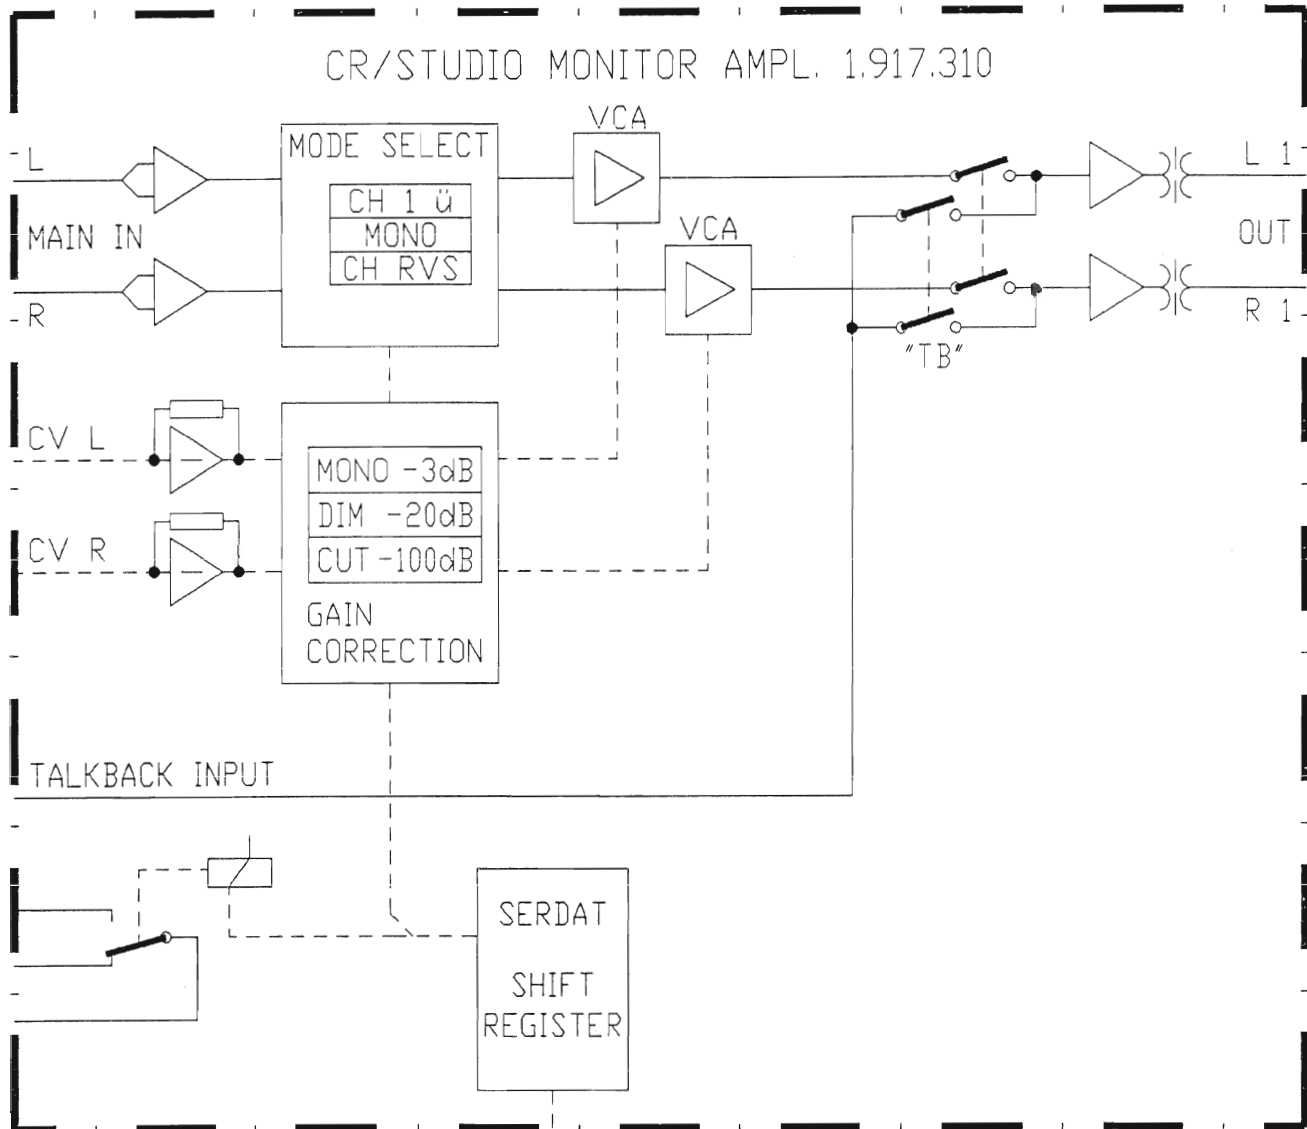 CR/STUDIO MONITOR AMPL. 1.917.310
VCA
L
MODE SELECT
L 1
CH 1 ü
MAIN IN
MONO
VCA
OUT
CH RVS
R
R 1
"TB"
CV L
MONO -3dB
DIM -20dB
CV R
CUT -100dB
GAIN
CORRECTION
TALKBACK INPUT
SERDAT
SHIFT
REGISTER